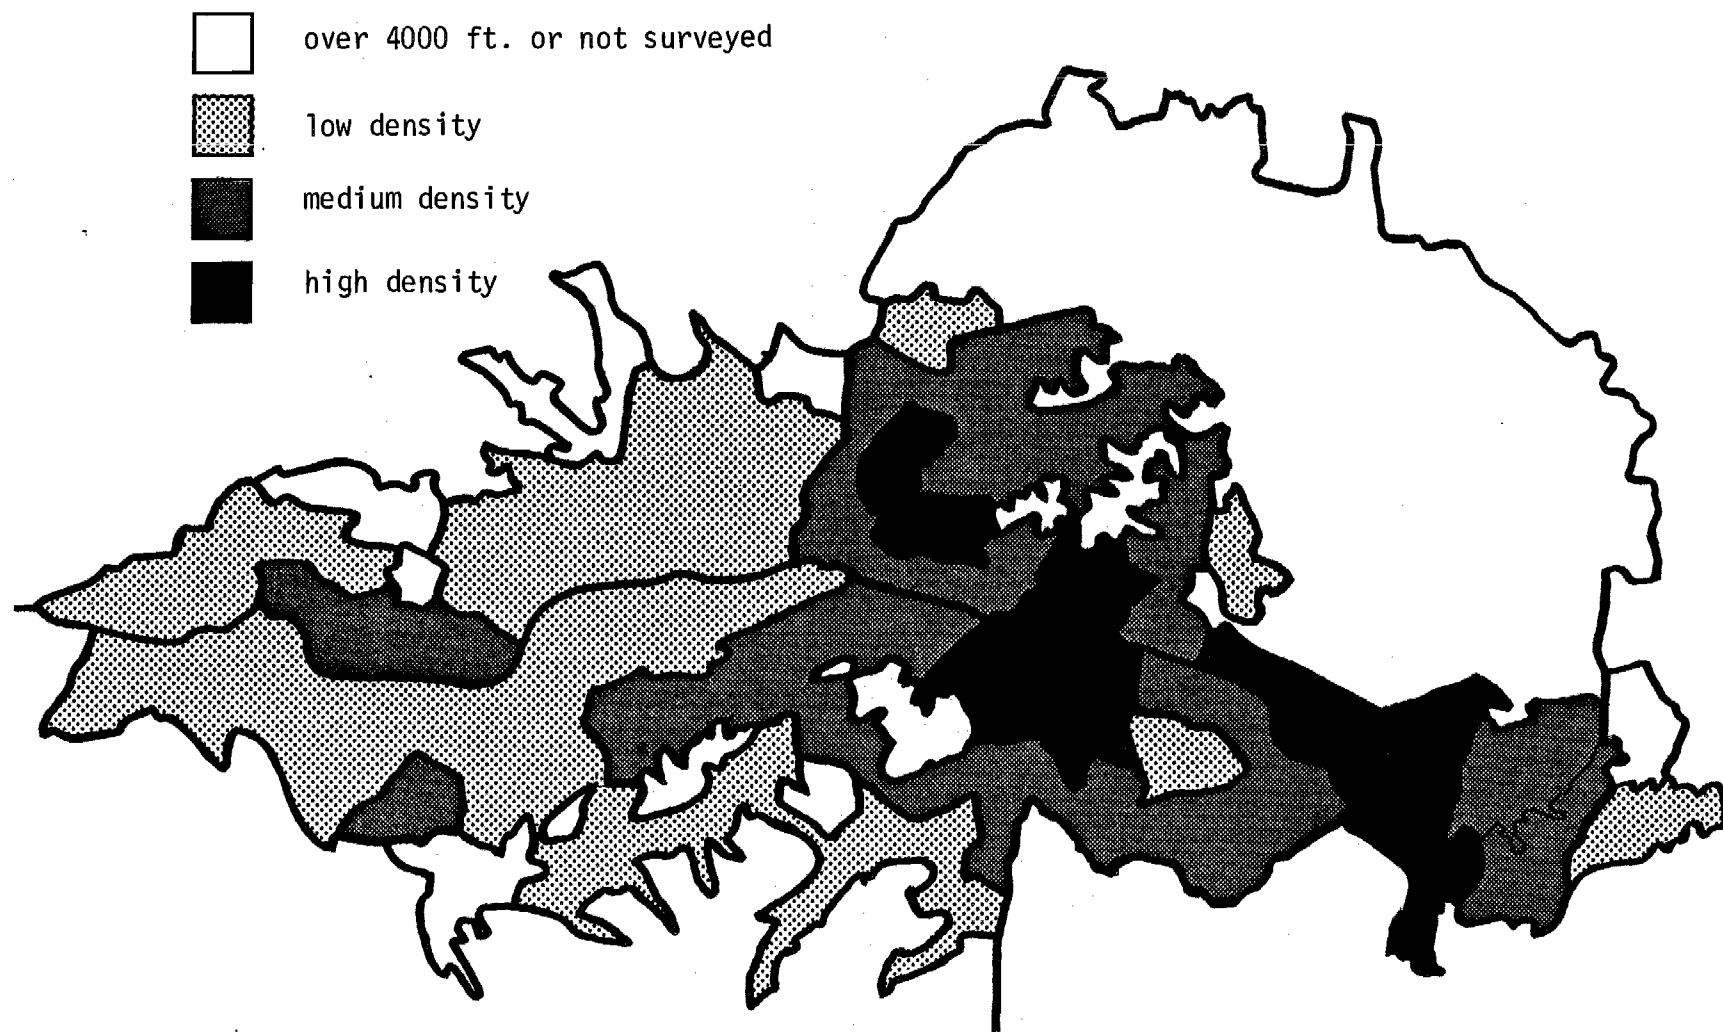 over 4000 ft. or not surveyed
low density
medium density
high density